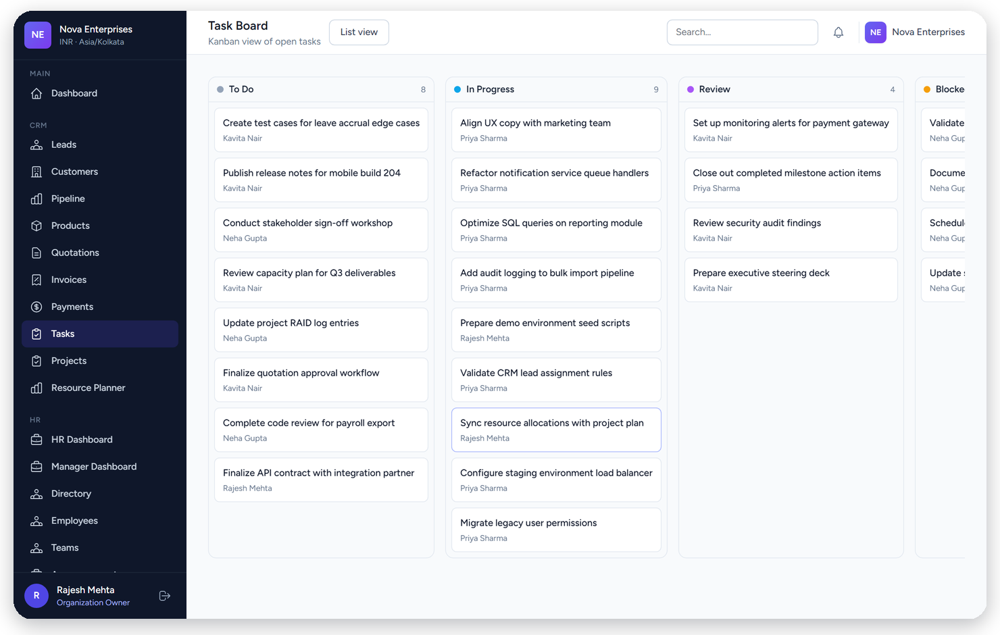 NE
Nova Enterprises
INR · Asia/Kolkata
MAIN
Dashboard
CRM
Leads
Customers
Pipeline
Products
Quotations
Invoices
Payments
Tasks
Projects
Resource Planner
HR
HR Dashboard
Manager Dashboard
Directory
Employees
Teams
R
Rajesh Mehta
Organization Owner
Task Board
Kanban view of open tasks
List view
Search...
NE
Nova Enterprises
To Do
8
Create test cases for leave accrual edge cases
Kavita Nair
Publish release notes for mobile build 204
Kavita Nair
Conduct stakeholder sign-off workshop
Neha Gupta
Review capacity plan for Q3 deliverables
Kavita Nair
Update project RAID log entries
Neha Gupta
Finalize quotation approval workflow
Kavita Nair
Complete code review for payroll export
Neha Gupta
Finalize API contract with integration partner
Rajesh Mehta
In Progress
9
Align UX copy with marketing team
Priya Sharma
Refactor notification service queue handlers
Priya Sharma
Optimize SQL queries on reporting module
Priya Sharma
Add audit logging to bulk import pipeline
Priya Sharma
Prepare demo environment seed scripts
Rajesh Mehta
Validate CRM lead assignment rules
Priya Sharma
Sync resource allocations with project plan
Rajesh Mehta
Configure staging environment load balancer
Priya Sharma
Migrate legacy user permissions
Priya Sharma
Review
4
Set up monitoring alerts for payment gateway
Kavita Nair
Close out completed milestone action items
Priya Sharma
Review security audit findings
Kavita Nair
Prepare executive steering deck
Kavita Nair
Blocke
Validate
Neha Gup
Docume
Neha Gup
Schedul
Neha Gup
Update
Neha Gup